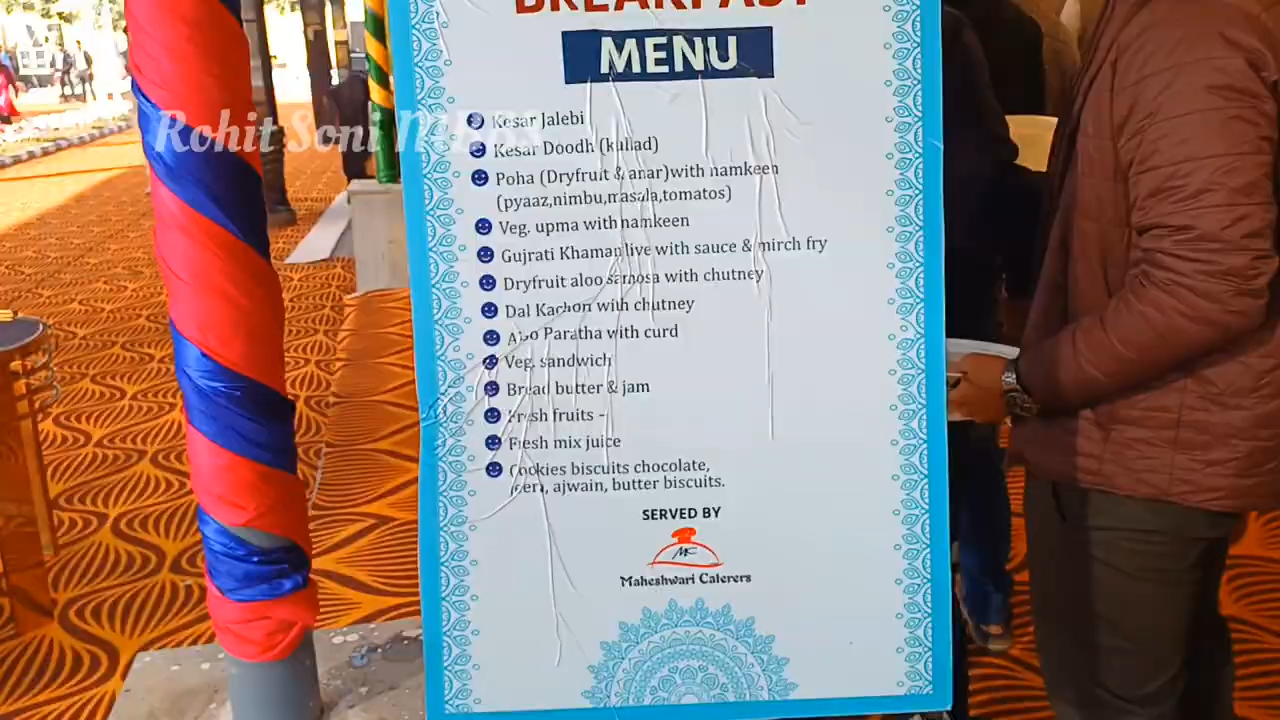 BREAKFAST
MENU
Rohit Soni
Kesar Jalebi
Kesar Doodh (kullad)
Poha (Dryfruit & anar)with namkeen
(pyaaz,nimbu,masala,tomatos)
Veg. upma with namkeen
Gujrati Khaman live with sauce & mirch fry
Dryfruit aloo samosa with chutney
Dal Kachori with chutney
Aloo Paratha with curd
Veg. sandwich
Bread butter & jam
Fresh fruits -
Fresh mix juice
Cookies biscuits chocolate,
jeera, ajwain, butter biscuits.
SERVED BY
MC
Maheshwari Caterers